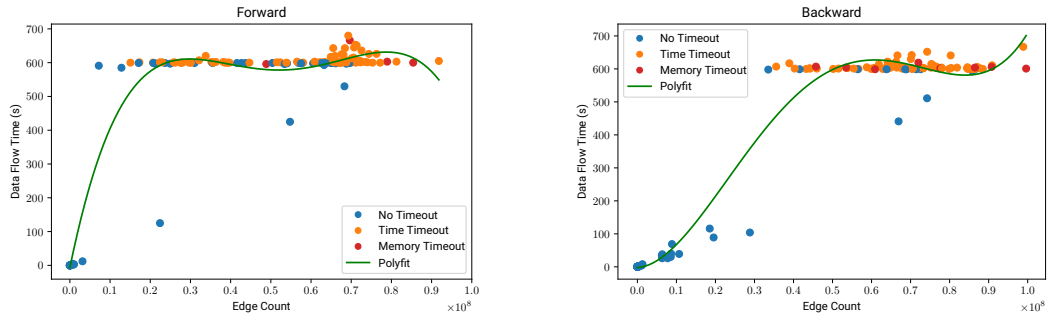 Forward
Data Flow Time (s)
700
600
500
400
300
200
100
0
No Timeout
Time Timeout
Memory Timeout
Polyfit
0.0 0.1 0.2 0.3 0.4 0.5 0.6 0.7 0.8 0.9 1.0
Edge Count
×10⁸
Backward
Data Flow Time (s)
700
600
500
400
300
200
100
0
No Timeout
Time Timeout
Memory Timeout
Polyfit
0.0 0.1 0.2 0.3 0.4 0.5 0.6 0.7 0.8 0.9 1.0
Edge Count
×10⁸